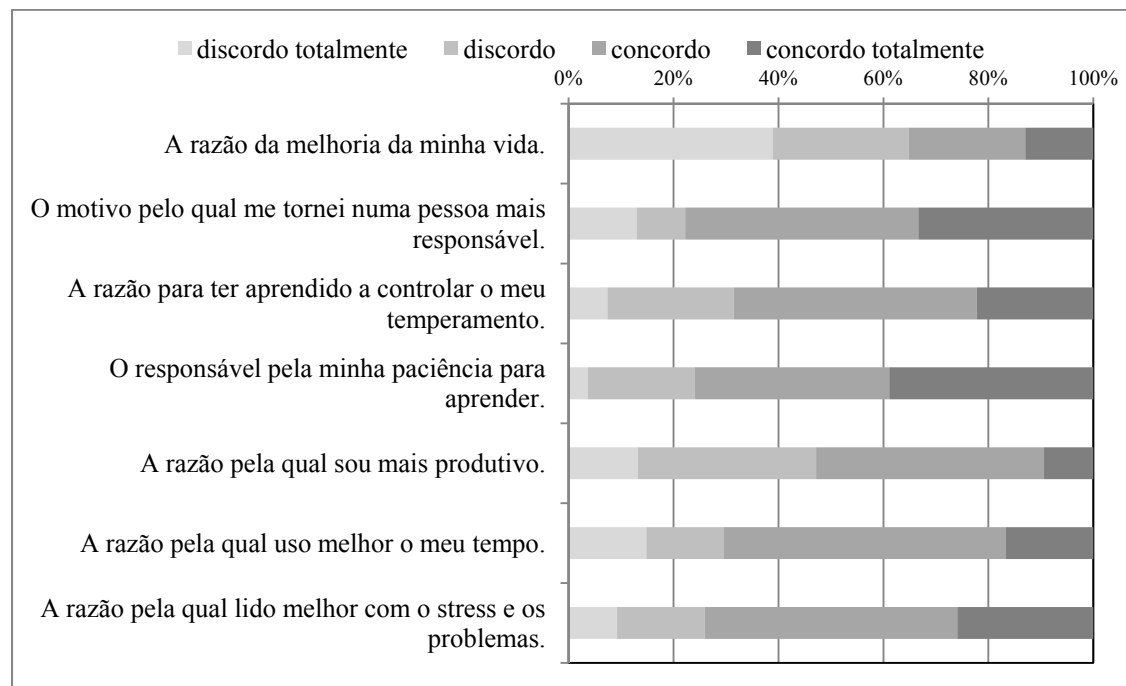 discordo totalmente discordo concordo concordo totalmente
0% 20% 40% 60% 80% 100%
A razão da melhoria da minha vida.
O motivo pelo qual me tornei numa pessoa mais
responsável.
A razão para ter aprendido a controlar o meu
temperamento.
O responsável pela minha paciência para
aprender.
A razão pela qual sou mais produtivo.
A razão pela qual uso melhor o meu tempo.
A razão pela qual lido melhor com o stress e os
problemas.